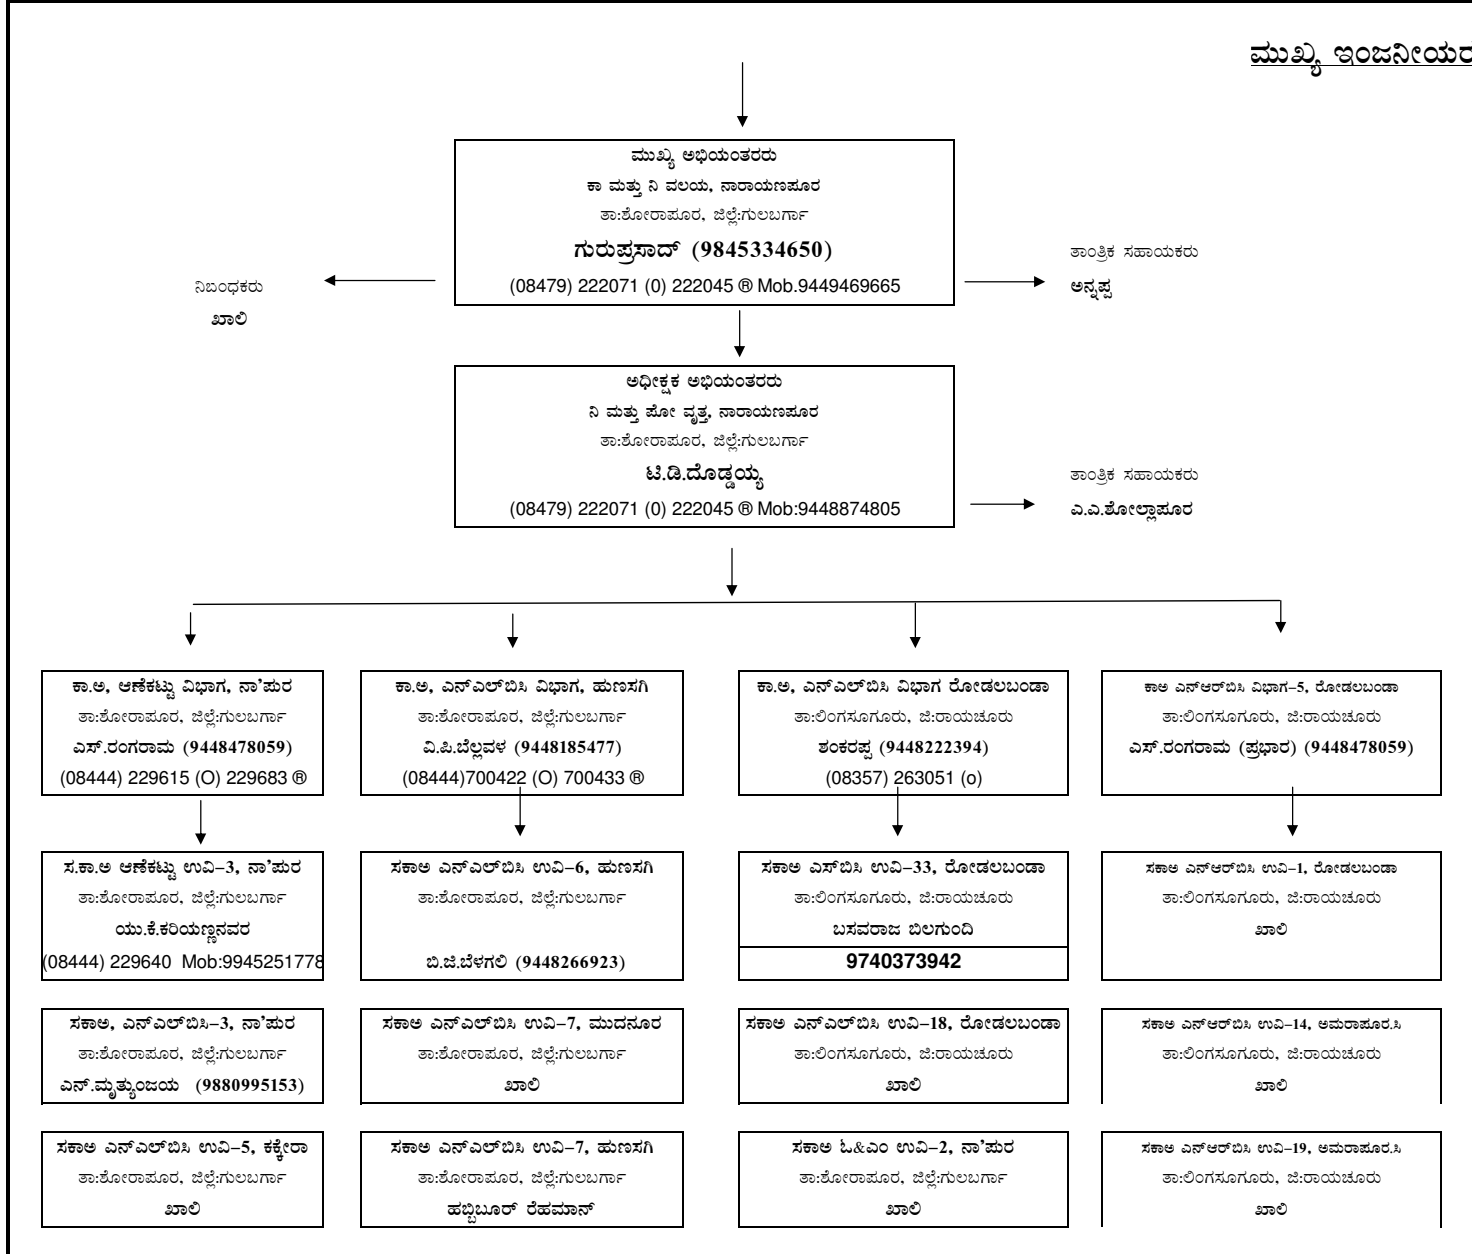 ಮುಖ್ಯ ಇಂಜನೀಯರ
ಮುಖ್ಯ ಅಭಿಯಂತರರು
ಕಾ ಮತ್ತು ನಿ ವಲಯ, ನಾರಾಯಣಪೂರ
ತಾ:ಶೋರಾಪೂರ, ಜಿಲ್ಲೆ:ಗುಲಬರ್ಗಾ
ಗುರುಪ್ರಸಾದ್ (9845334650)
(08479) 222071 (0) 222045 ® Mob.9449469665
ನಿಬಂಧಕರು
ಖಾಲಿ
ತಾಂತ್ರಿಕ ಸಹಾಯಕರು
ಅನ್ನಪ್ಪ
ಅಧೀಕ್ಷಕ ಅಭಿಯಂತರರು
ನಿ ಮತ್ತು ಪೋ ವೃತ್ತ, ನಾರಾಯಣಪೂರ
ತಾ:ಶೋರಾಪೂರ, ಜಿಲ್ಲೆ:ಗುಲಬರ್ಗಾ
ಟಿ.ಡಿ.ದೊಡ್ಡಯ್ಯ
(08479) 222071 (0) 222045 ® Mob:9448874805
ತಾಂತ್ರಿಕ ಸಹಾಯಕರು
ಎ.ಎ.ಶೋಲ್ಲಾಪೂರ
ಕಾ.ಅ, ಆಣೆಕಟ್ಟು ವಿಭಾಗ, ನಾ'ಪುರ
ತಾ:ಶೋರಾಪೂರ, ಜಿಲ್ಲೆ:ಗುಲಬರ್ಗಾ
ಎಸ್.ರಂಗರಾಮ (9448478059)
(08444) 229615 (O) 229683 ®
ಕಾ.ಅ, ಎನ್ಎಲ್‌ಬಿಸಿ ವಿಭಾಗ, ಹುಣಸಗಿ
ತಾ:ಶೋರಾಪೂರ, ಜಿಲ್ಲೆ:ಗುಲಬರ್ಗಾ
ವಿ.ಪಿ.ಬೆಲ್ಲವಳ (9448185477)
(08444)700422 (O) 700433 ®
ಕಾ.ಅ, ಎನ್ಎಲ್‌ಬಿಸಿ ವಿಭಾಗ ರೋಡಲಬಂಡಾ
ತಾ:ಲಿಂಗಸೂಗೂರು, ಜಿ:ರಾಯಚೂರು
ಶಂಕರಪ್ಪ (9448222394)
(08357) 263051 (o)
ಕಾಅ ಎನ್ಆರ್‌ಬಿಸಿ ವಿಭಾಗ–5, ರೋಡಲಬಂಡಾ
ತಾ:ಲಿಂಗಸೂಗೂರು, ಜಿ:ರಾಯಚೂರು
ಎಸ್.ರಂಗರಾಮ (ಪ್ರಭಾರ) (9448478059)
ಸ.ಕಾ.ಅ ಆಣೆಕಟ್ಟು ಉವಿ–3, ನಾ'ಪುರ
ತಾ:ಶೋರಾಪೂರ, ಜಿಲ್ಲೆ:ಗುಲಬರ್ಗಾ
ಯು.ಕೆ.ಕರಿಯಣ್ಣನವರ
(08444) 229640 Mob:9945251778
ಸಕಾಅ ಎನ್ಎಲ್‌ಬಿಸಿ ಉವಿ–6, ಹುಣಸಗಿ
ತಾ:ಶೋರಾಪೂರ, ಜಿಲ್ಲೆ:ಗುಲಬರ್ಗಾ
ಬಿ.ಜಿ.ಬೆಳಗಲಿ (9448266923)
ಸಕಾಅ ಎಸ್‌ಬಿಸಿ ಉವಿ–33, ರೋಡಲಬಂಡಾ
ತಾ:ಲಿಂಗಸೂಗೂರು, ಜಿ:ರಾಯಚೂರು
ಬಸವರಾಜ ಬಿಲಗುಂದಿ
9740373942
ಸಕಾಅ ಎನ್ಆರ್‌ಬಿಸಿ ಉವಿ–1, ರೋಡಲಬಂಡಾ
ತಾ:ಲಿಂಗಸೂಗೂರು, ಜಿ:ರಾಯಚೂರು
ಖಾಲಿ
ಸಕಾಅ, ಎನ್ಎಲ್‌ಬಿಸಿ–3, ನಾ'ಪುರ
ತಾ:ಶೋರಾಪೂರ, ಜಿಲ್ಲೆ:ಗುಲಬರ್ಗಾ
ಎನ್.ಮೃತ್ಯುಂಜಯ (9880995153)
ಸಕಾಅ ಎನ್ಎಲ್‌ಬಿಸಿ ಉವಿ–7, ಮುದನೂರ
ತಾ:ಶೋರಾಪೂರ, ಜಿಲ್ಲೆ:ಗುಲಬರ್ಗಾ
ಖಾಲಿ
ಸಕಾಅ ಎನ್ಎಲ್‌ಬಿಸಿ ಉವಿ–18, ರೋಡಲಬಂಡಾ
ತಾ:ಲಿಂಗಸೂಗೂರು, ಜಿ:ರಾಯಚೂರು
ಖಾಲಿ
ಸಕಾಅ ಎನ್ಆರ್‌ಬಿಸಿ ಉವಿ–14, ಅಮರಾಪೂರ.ಸಿ
ತಾ:ಲಿಂಗಸೂಗೂರು, ಜಿ:ರಾಯಚೂರು
ಖಾಲಿ
ಸಕಾಅ ಎನ್ಎಲ್‌ಬಿಸಿ ಉವಿ–5, ಕಕ್ಕೇರಾ
ತಾ:ಶೋರಾಪೂರ, ಜಿಲ್ಲೆ:ಗುಲಬರ್ಗಾ
ಖಾಲಿ
ಸಕಾಅ ಎನ್ಎಲ್‌ಬಿಸಿ ಉವಿ–7, ಹುಣಸಗಿ
ತಾ:ಶೋರಾಪೂರ, ಜಿಲ್ಲೆ:ಗುಲಬರ್ಗಾ
ಹಬ್ಬಿಬೂರ್ ರೆಹಮಾನ್
ಸಕಾಅ ಓ&ಎಂ ಉವಿ–2, ನಾ'ಪುರ
ತಾ:ಶೋರಾಪೂರ, ಜಿಲ್ಲೆ:ಗುಲಬರ್ಗಾ
ಖಾಲಿ
ಸಕಾಅ ಎನ್ಆರ್‌ಬಿಸಿ ಉವಿ–19, ಅಮರಾಪೂರ.ಸಿ
ತಾ:ಲಿಂಗಸೂಗೂರು, ಜಿ:ರಾಯಚೂರು
ಖಾಲಿ